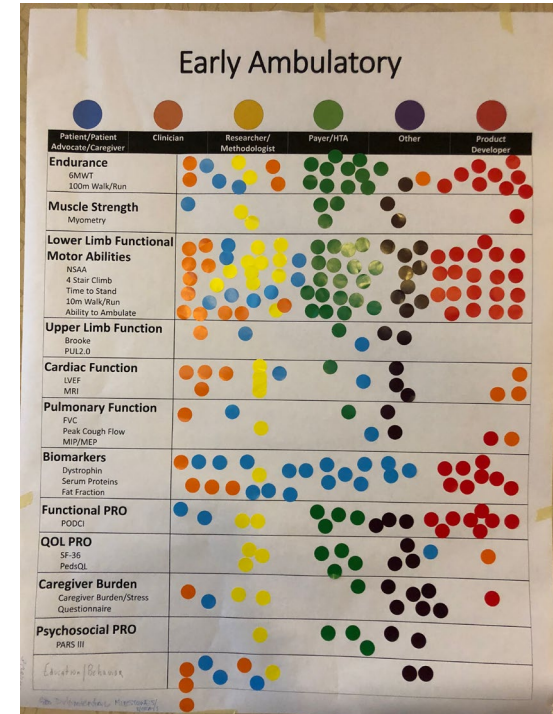 Early Ambulatory
Patient/Patient
Advocate/Caregiver
Clinician
Researcher/
Methodologist
Payer/HTA
Other
Product
Developer
Endurance
6MWT
100m Walk/Run
Muscle Strength
Myometry
Lower Limb Functional
Motor Abilities
NSAA
4 Stair Climb
Time to Stand
10m Walk/Run
Ability to Ambulate
Upper Limb Function
Brooke
PUL2.0
Cardiac Function
LVEF
MRI
Pulmonary Function
FVC
Peak Cough Flow
MIP/MEP
Biomarkers
Dystrophin
Serum Proteins
Fat Fraction
Functional PRO
PODCI
QOL PRO
SF-36
PedsQL
Caregiver Burden
Caregiver Burden/Stress
Questionnaire
Psychosocial PRO
PARS III
Education/Behavior